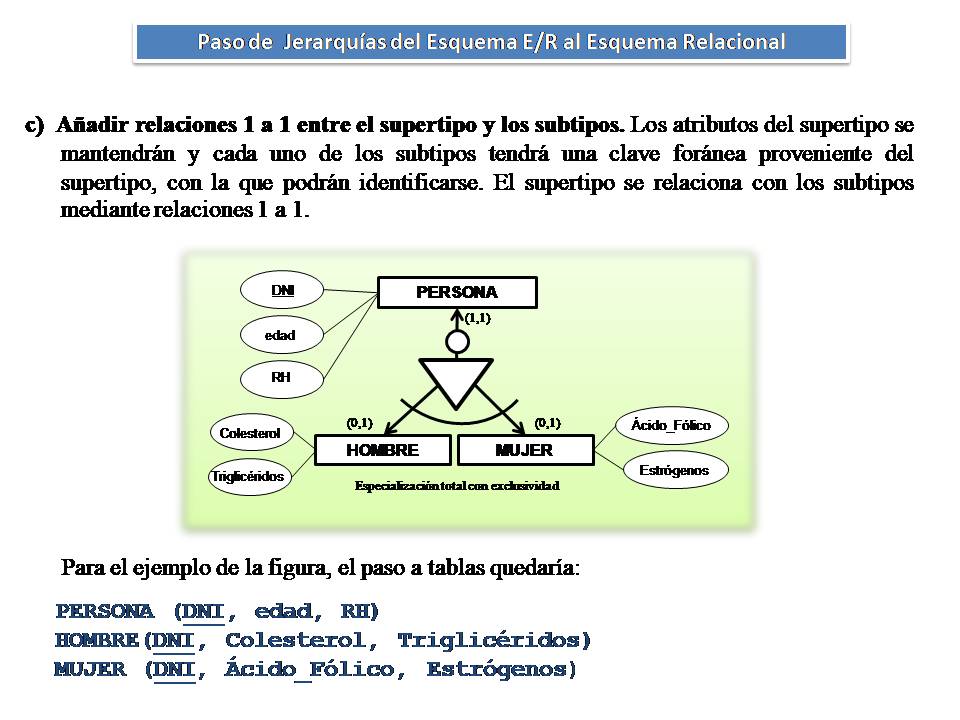 Paso de Jerarquías del Esquema E/R al Esquema Relacional
c) Añadir relaciones 1 a 1 entre el supertipo y los subtipos. Los atributos del supertipo se
mantendrán y cada uno de los subtipos tendrá una clave foránea proveniente del
supertipo, con la que podrán identificarse. El supertipo se relaciona con los subtipos
mediante relaciones 1 a 1.
DNI
PERSONA
(1,1)
edad
RH
(0,1)
(0,1)
Colesterol
Ácido_Fólico
HOMBRE
MUJER
Triglicéridos
Estrógenos
Especialización total con exclusividad
Para el ejemplo de la figura, el paso a tablas quedaría:
PERSONA (DNI, edad, RH)
HOMBRE(DNI, Colesterol, Triglicéridos)
MUJER (DNI, Ácido_Fólico, Estrógenos)